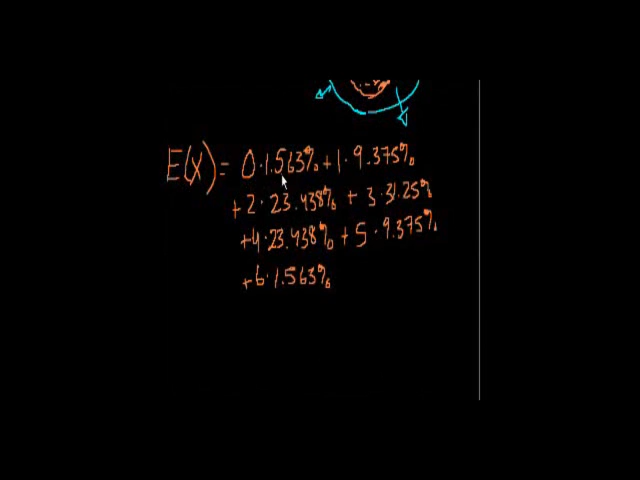 E(X) = 0·1.563% + 1·9.375%
+2·23.438% + 3·31.25%
+4·23.438% + 5·9.375%
+6·1.563%